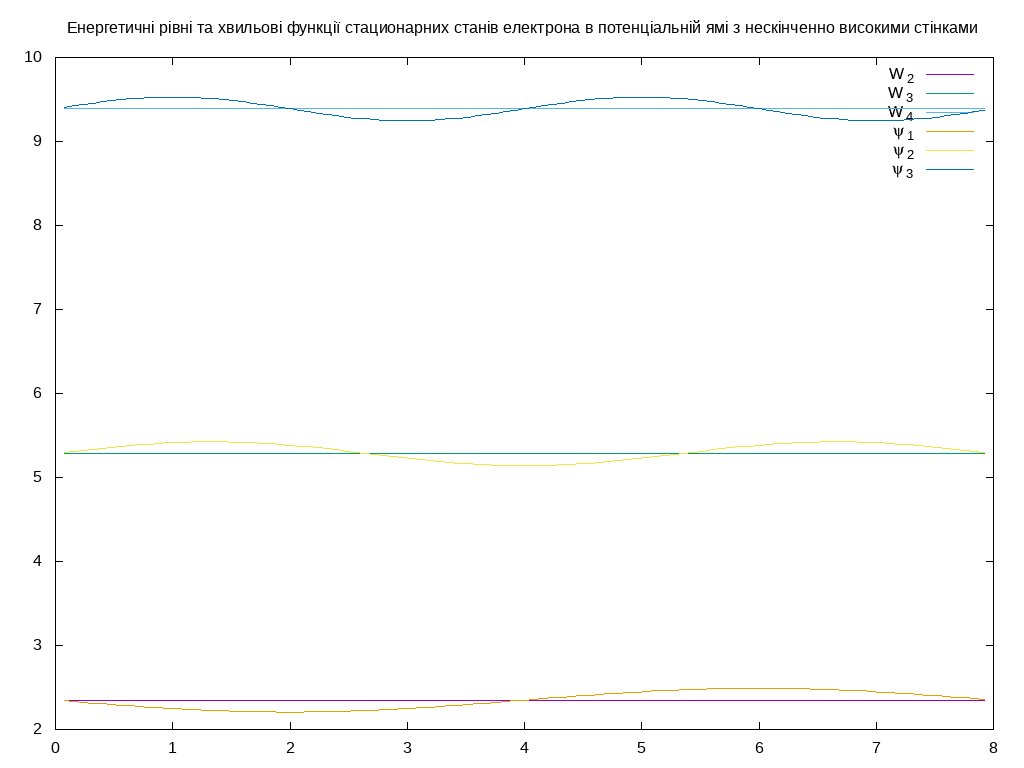 Енергетичні рівні та хвильові функції стаціонарних станів електрона в потенціальній ямі з нескінченно високими стінками
10
9
8
7
6
5
4
3
2
W 2
W 3
W 4
ψ 1
ψ 2
ψ 3
0 1 2 3 4 5 6 7 8